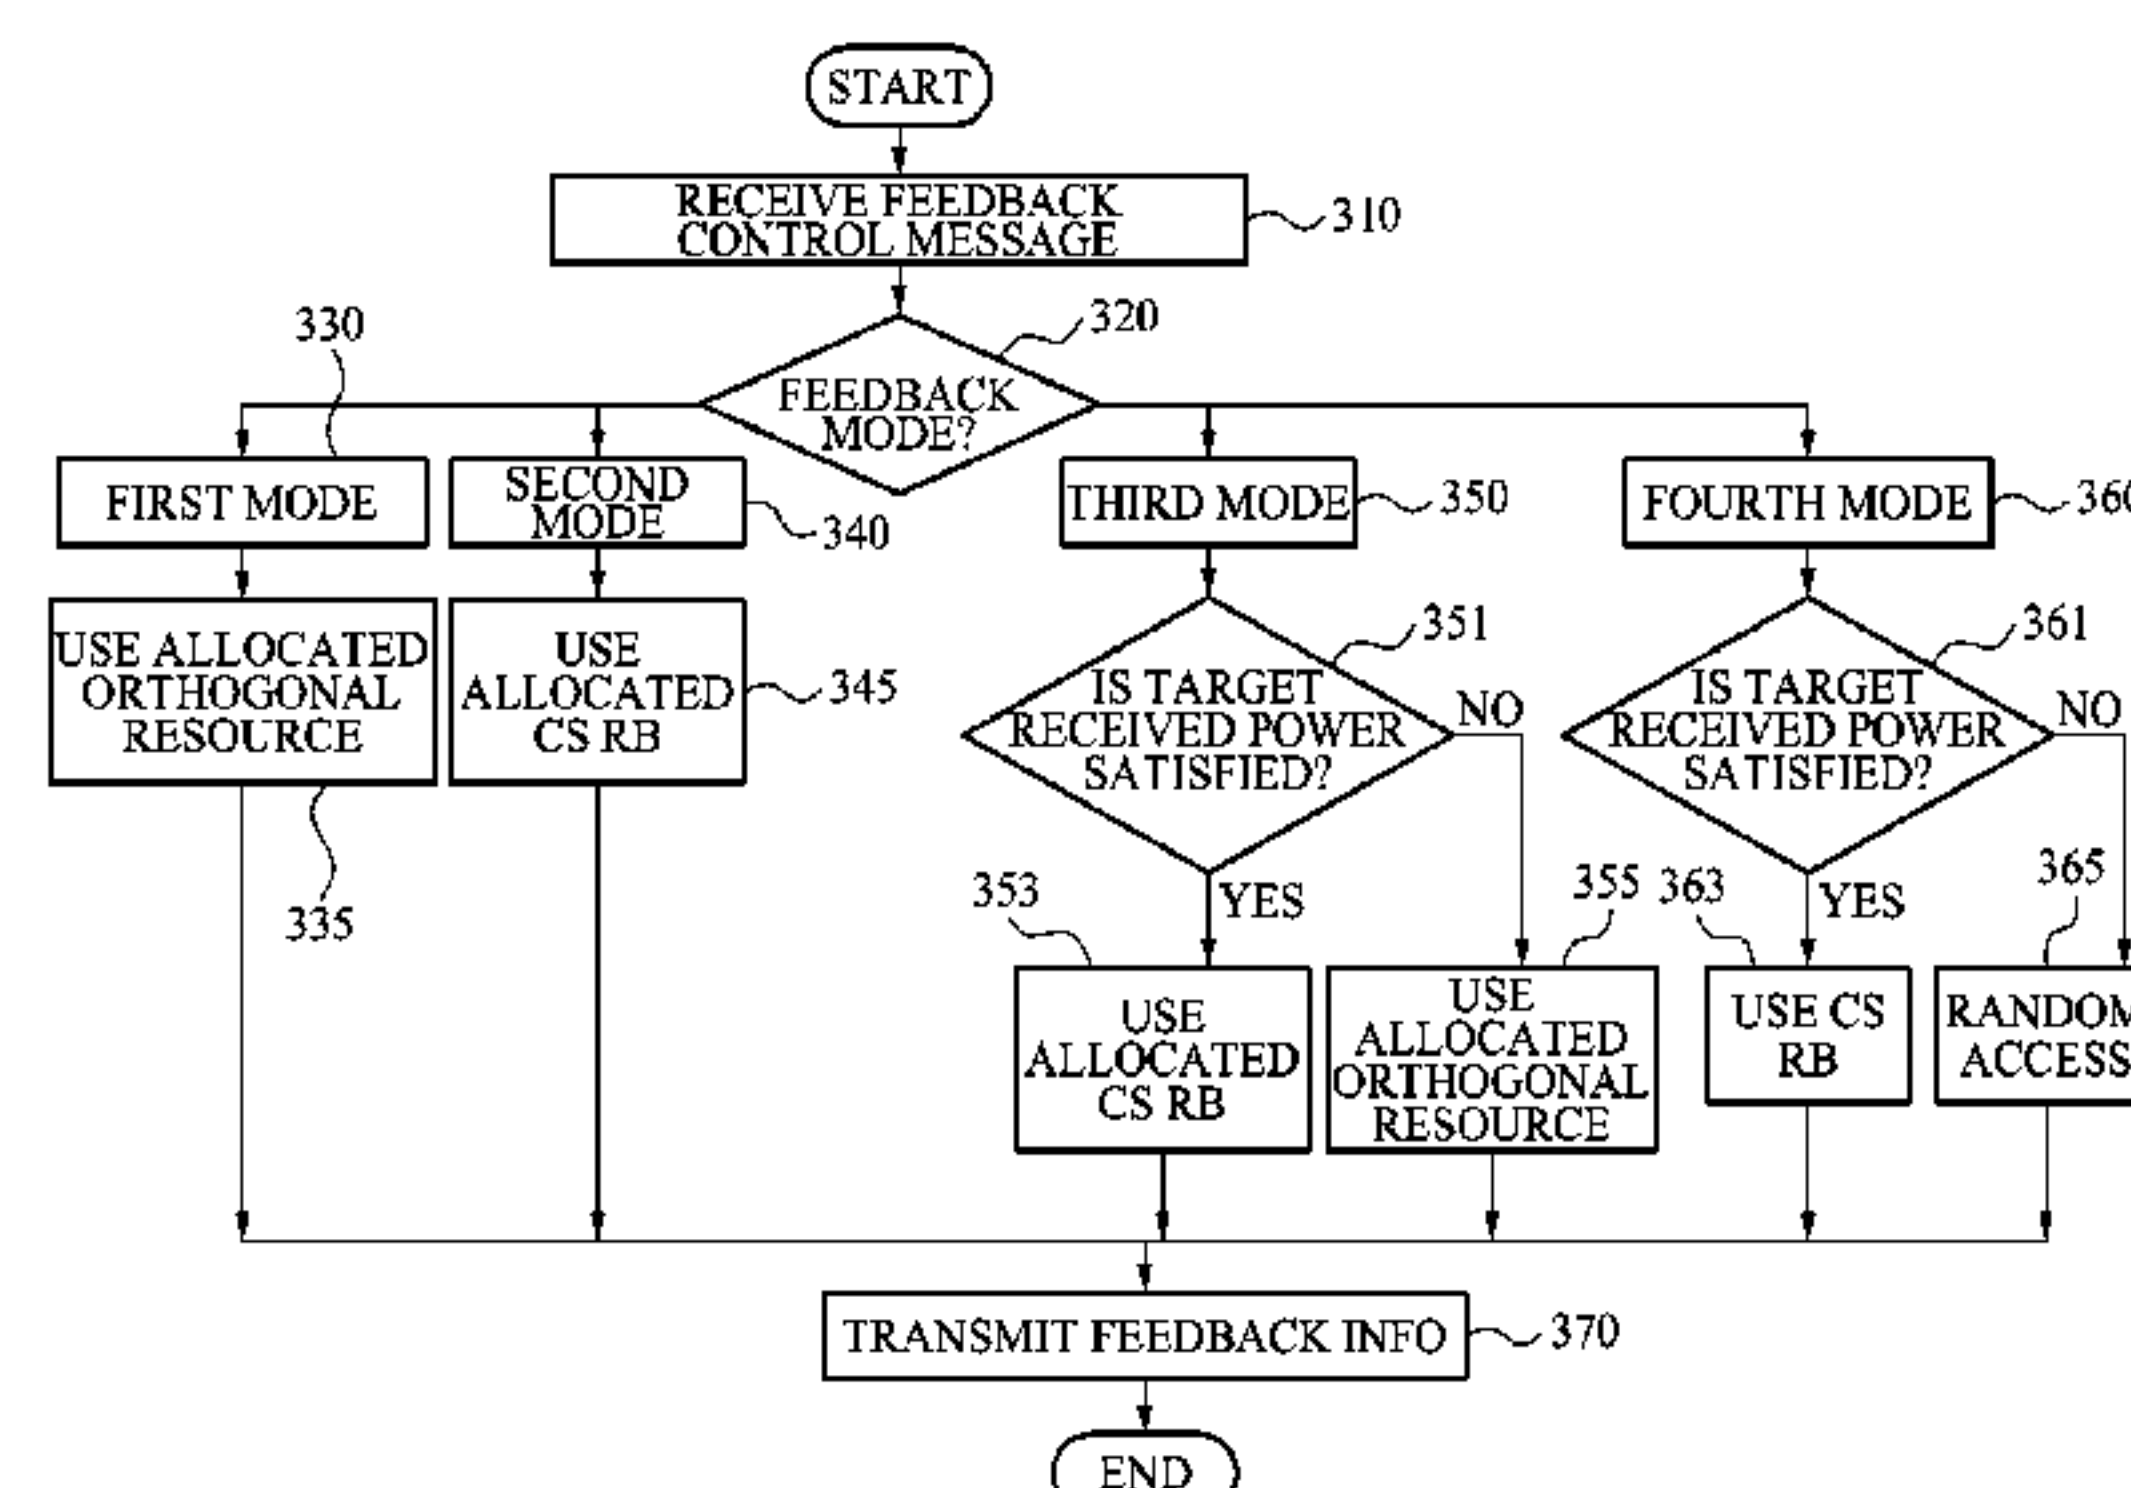 START
RECEIVE FEEDBACK
CONTROL MESSAGE
310
320
330
FEEDBACK
MODE?
FIRST MODE
SECOND
MODE
340
THIRD MODE
350
FOURTH MODE
360
USE ALLOCATED
ORTHOGONAL
RESOURCE
335
USE
ALLOCATED
CS RB
345
351
IS TARGET
RECEIVED POWER
SATISFIED?
NO
YES
361
IS TARGET
RECEIVED POWER
SATISFIED?
NO
YES
353
USE
ALLOCATED
CS RB
355
USE
ALLOCATED
ORTHOGONAL
RESOURCE
363
USE CS
RB
365
RANDOM
ACCESS
TRANSMIT FEEDBACK INFO
370
END